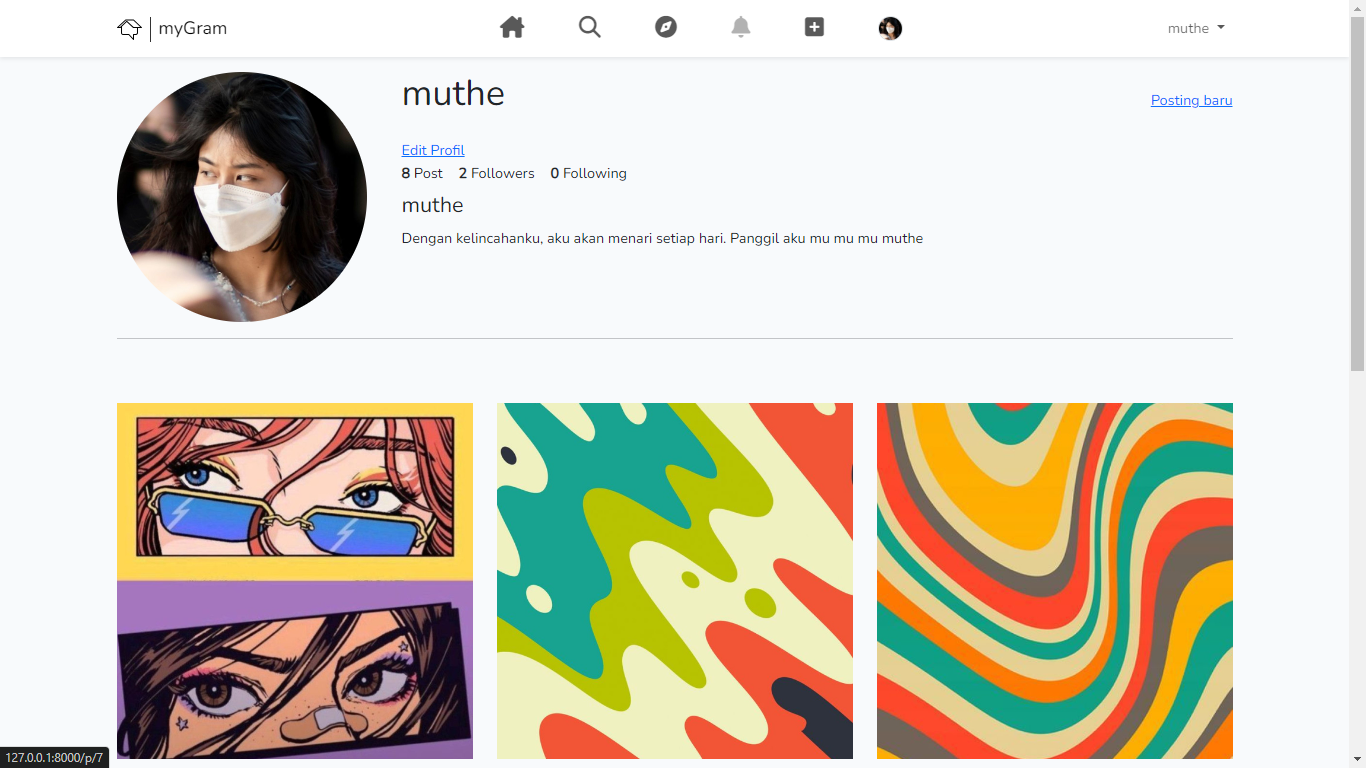 myGram
muthe
muthe
Posting baru
Edit Profil
8 Post 2 Followers 0 Following
muthe
Dengan kelincahanku, aku akan menari setiap hari. Panggil aku mu mu mu muthe
127.0.0.1:8000/p/7